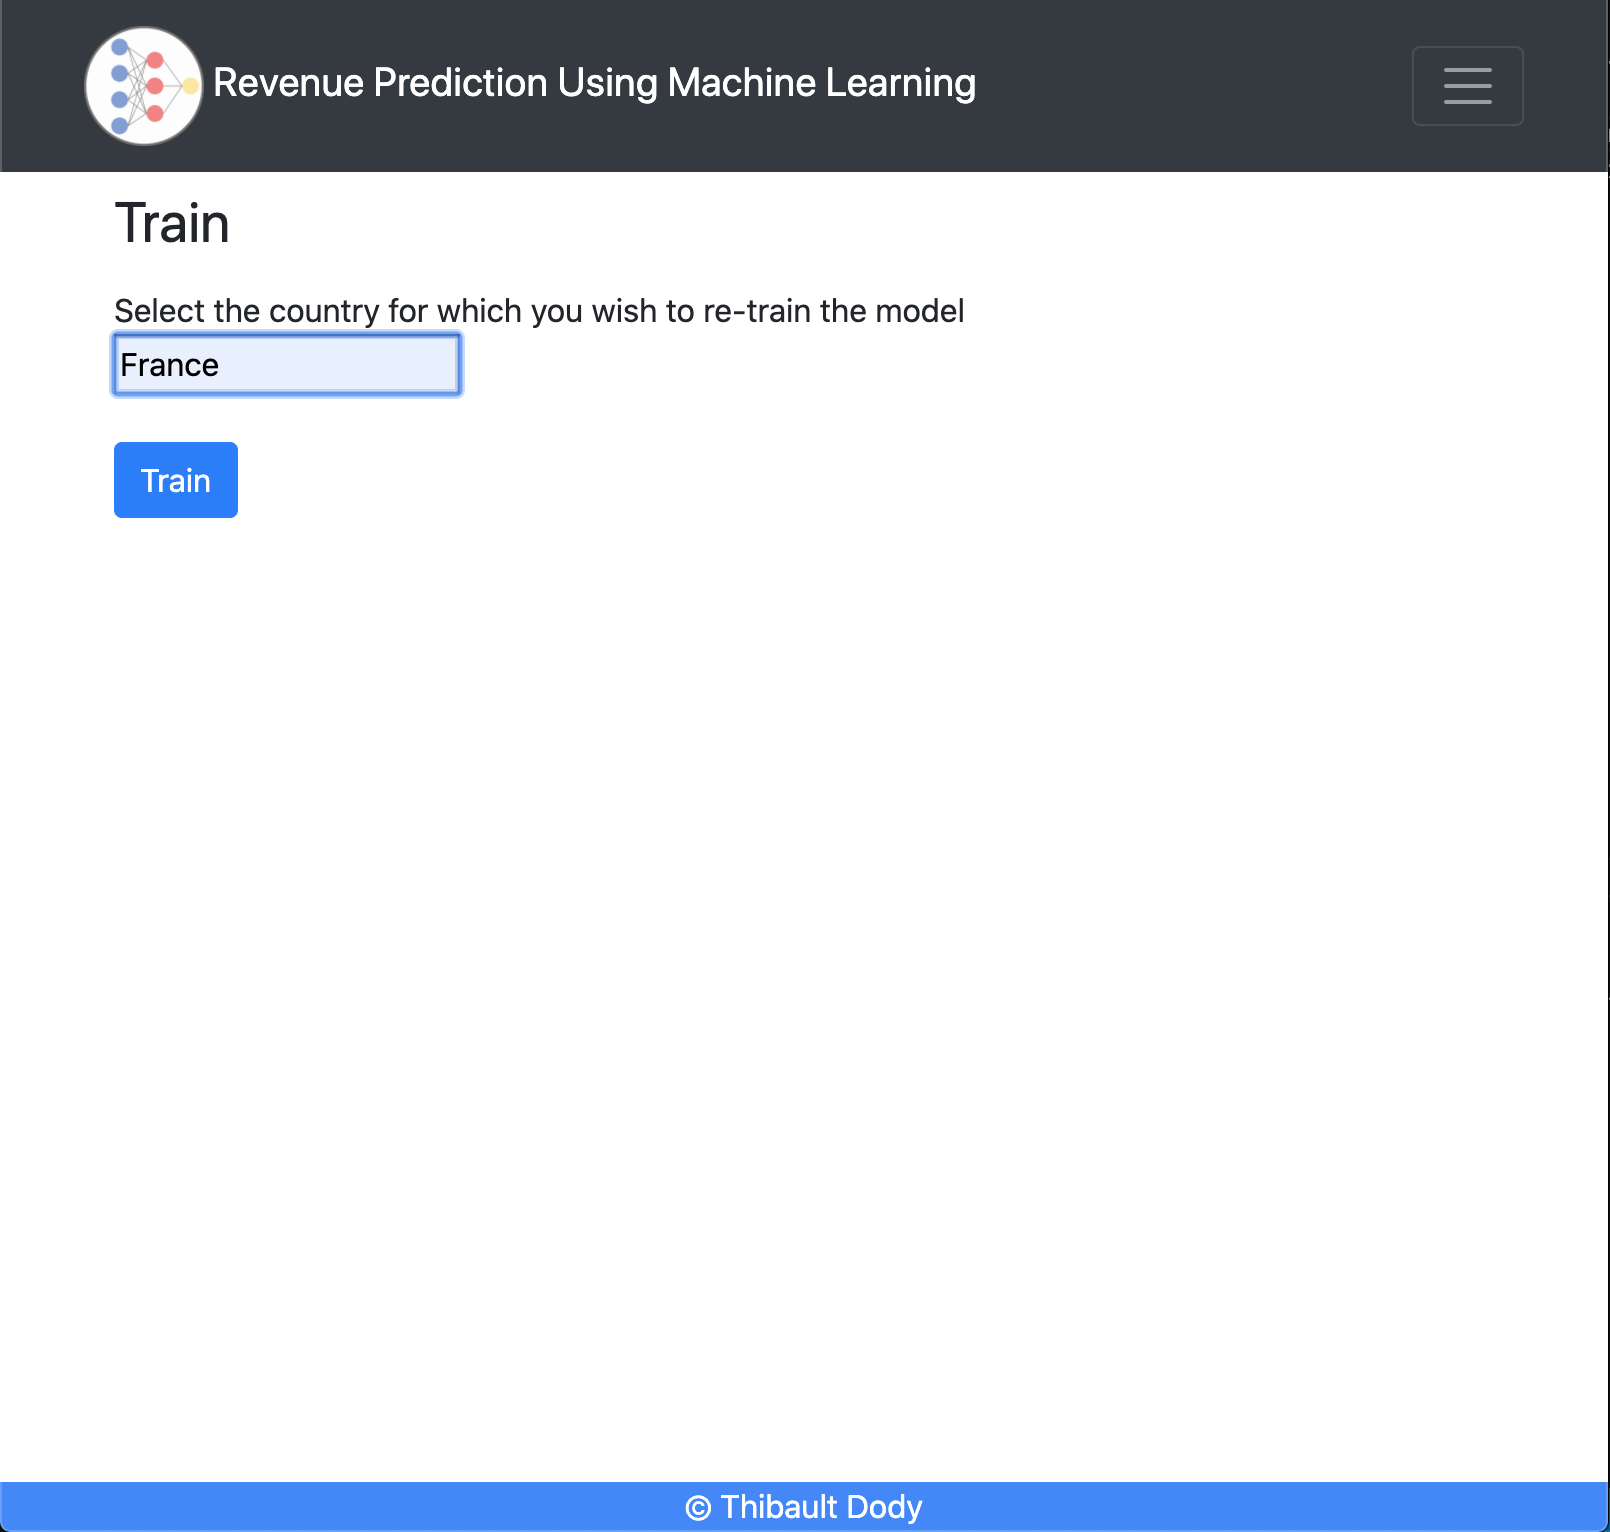 Revenue Prediction Using Machine Learning
Train
Select the country for which you wish to re-train the model
France
Train
© Thibault Dody